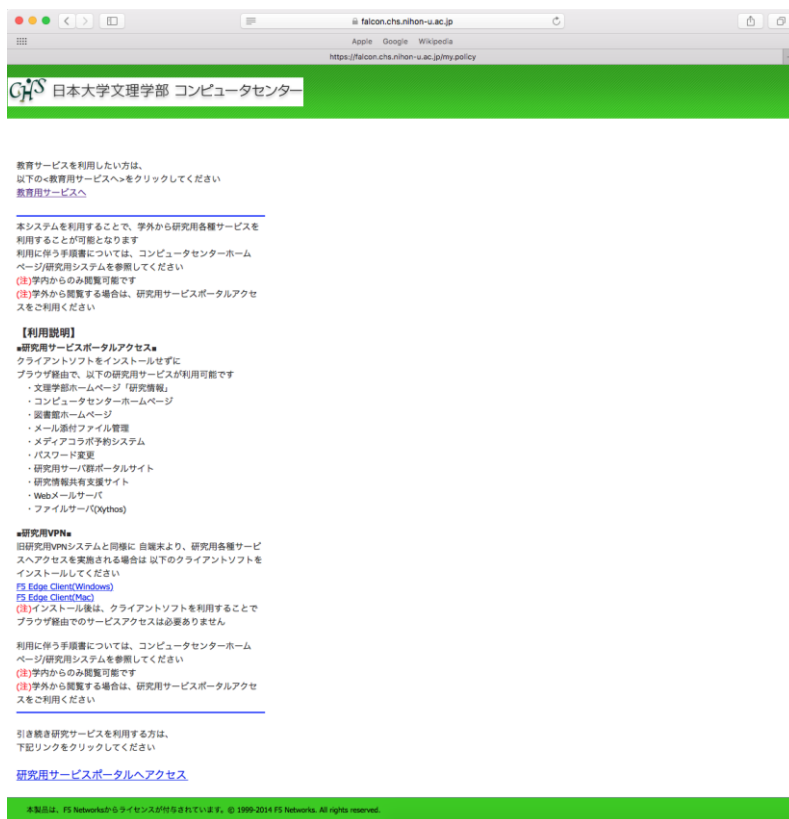 falcon.chs.nihon-u.ac.jp
Apple Google Wikipedia
https://falcon.chs.nihon-u.ac.jp/my.policy
CHS 日本大学文理学部 コンピュータセンター
教育サービスを利用したい方は、
以下の<教育用サービスへ>をクリックしてください
教育用サービスへ
本システムを利用することで、学外から研究用各種サービスを
利用することが可能となります
利用に伴う手順書については、コンピュータセンターホーム
ページ/研究用システムを参照してください
(注)学内からのみ閲覧可能です
(注)学外から閲覧する場合は、研究用サービスポータルアクセ
スをご利用ください
【利用説明】
■研究用サービスポータルアクセス■
クライアントソフトをインストールせずに
ブラウザ経由で、以下の研究用サービスが利用可能です
・文理学部ホームページ「研究情報」
・コンピュータセンターホームページ
・図書館ホームページ
・メール添付ファイル管理
・メディアコラボ予約システム
・パスワード変更
・研究用サーバ群ポータルサイト
・研究情報共有支援サイト
・Webメールサーバ
・ファイルサーバ(Xythos)
■研究用VPN■
旧研究用VPNシステムと同様に 自端末より、研究用各種サービ
スへアクセスを実施される場合は 以下のクライアントソフトを
インストールしてください
F5 Edge Client(Windows)
F5 Edge Client(Mac)
(注)インストール後は、クライアントソフトを利用することで
ブラウザ経由でのサービスアクセスは必要ありません
利用に伴う手順書については、コンピュータセンターホーム
ページ/研究用システムを参照してください
(注)学内からのみ閲覧可能です
(注)学外から閲覧する場合は、研究用サービスポータルアクセ
スをご利用ください
引き続き研究サービスを利用する方は、
下記リンクをクリックしてください
研究用サービスポータルへアクセス
本製品は、F5 Networksからライセンスが付与されています。© 1999-2014 F5 Networks. All rights reserved.